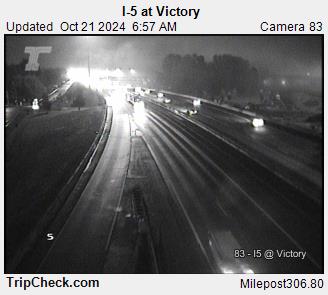 I-5 at Victory
Updated Oct 21 2024 6:57 AM Camera 83
T
S
83 - I5 @ Victory
TripCheck.com Milepost306.80